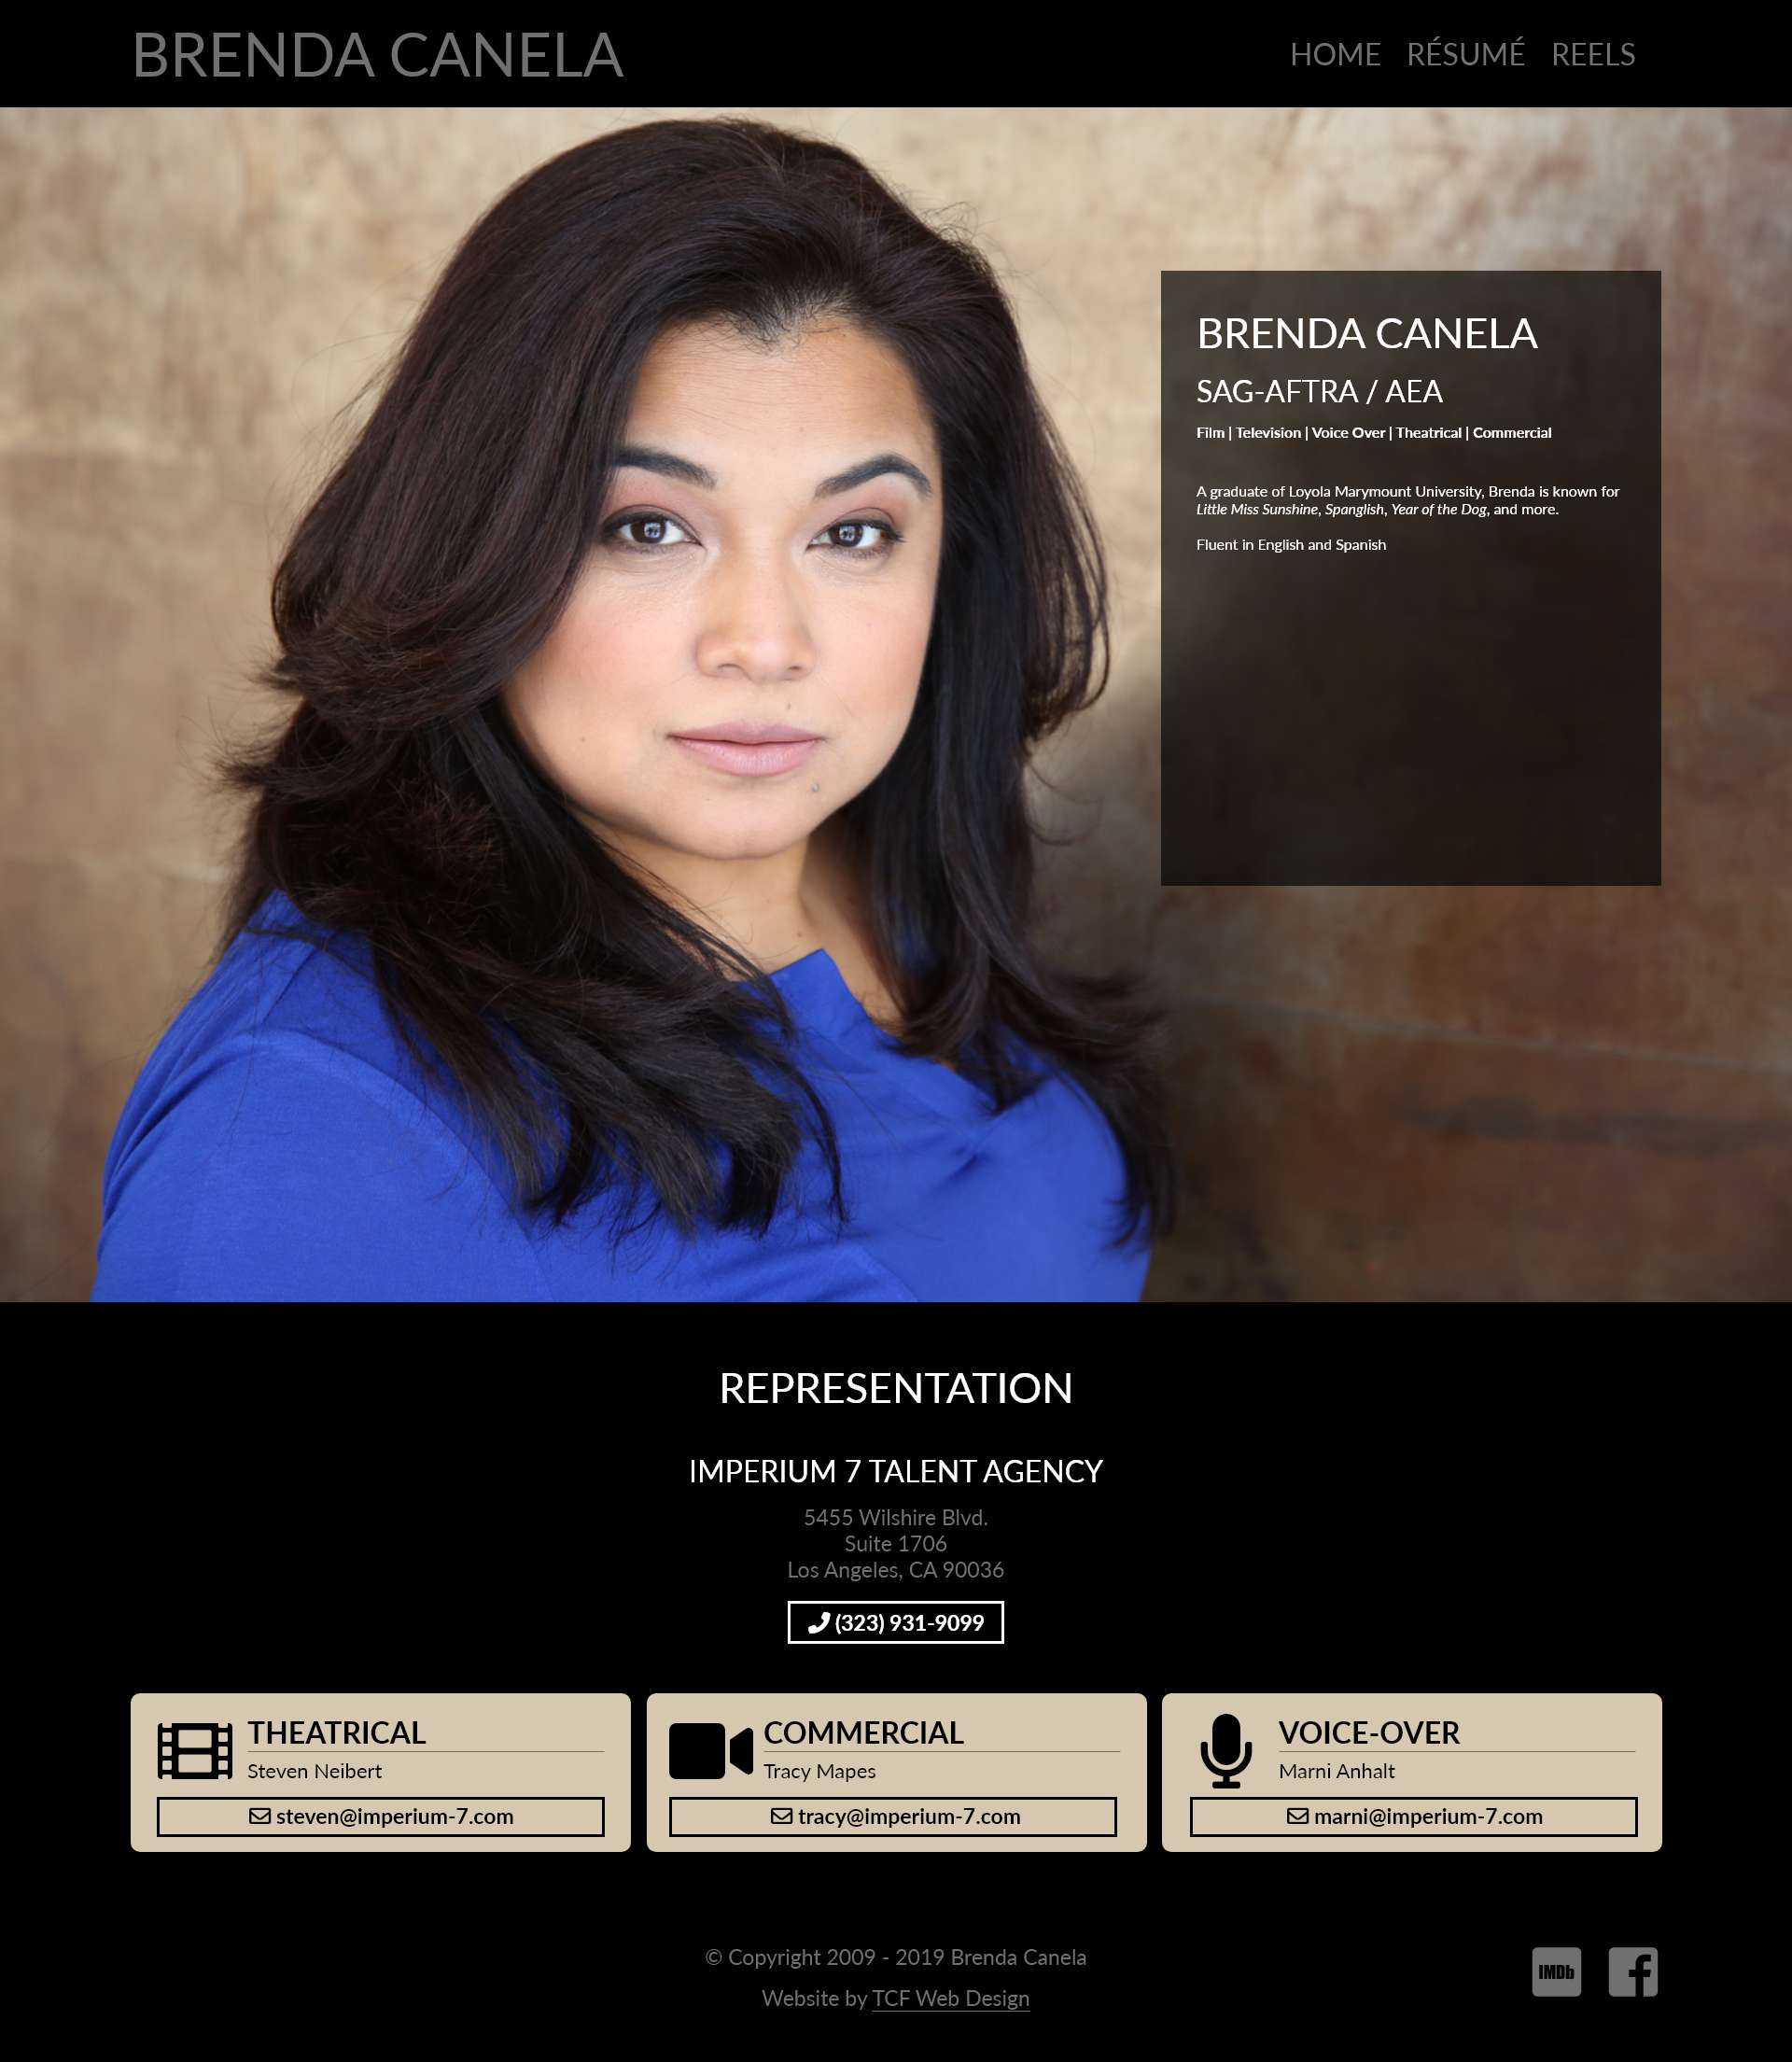 BRENDA CANELA
HOME RÉSUMÉ REELS
BRENDA CANELA
SAG-AFTRA / AEA
Film | Television | Voice Over | Theatrical | Commercial
A graduate of Loyola Marymount University, Brenda is known for
Little Miss Sunshine, Spanglish, Year of the Dog, and more.
Fluent in English and Spanish
REPRESENTATION
IMPERIUM 7 TALENT AGENCY
5455 Wilshire Blvd.
Suite 1706
Los Angeles, CA 90036
(323) 931-9099
THEATRICAL
Steven Neibert
steven@imperium-7.com
COMMERCIAL
Tracy Mapes
tracy@imperium-7.com
VOICE-OVER
Marni Anhalt
marni@imperium-7.com
© Copyright 2009 - 2019 Brenda Canela
Website by TCF Web Design
IMDb